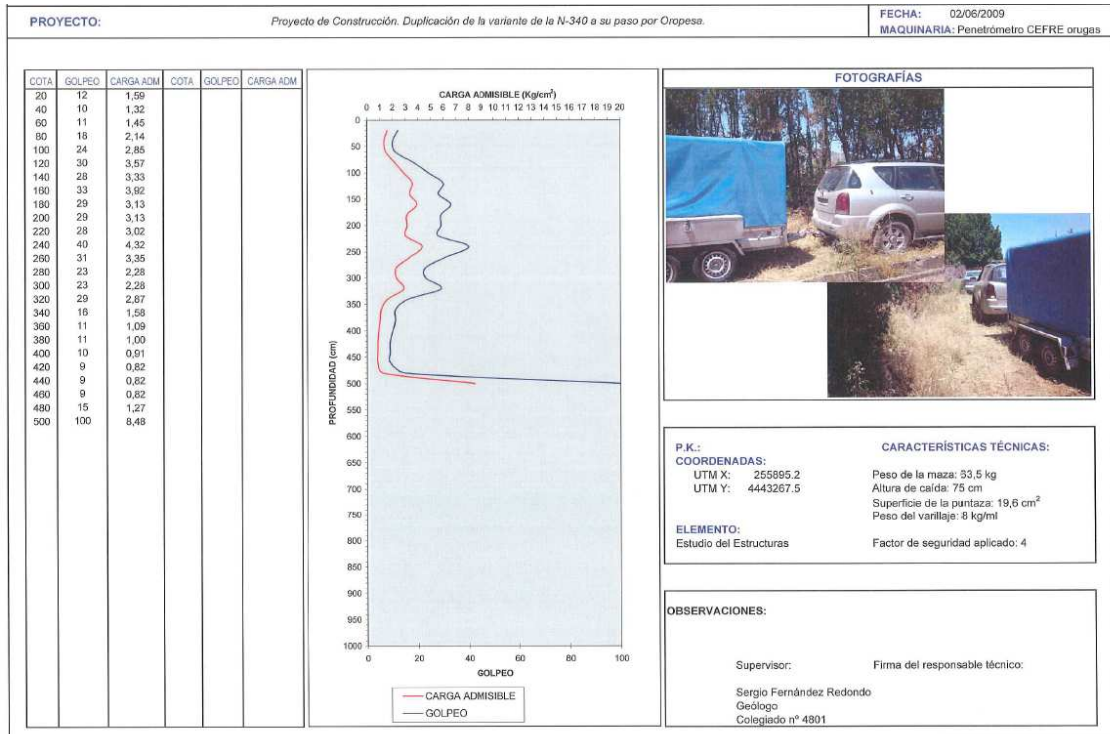 PROYECTO:
Proyecto de Construcción. Duplicación de la variante de la N-340 a su paso por Oropesa.
FECHA: 02/06/2009
MAQUINARIA: Penetrómetro CEFRE orugas
COTA GOLPEO CARGA ADM COTA GOLPEO CARGA ADM
20 12 1,59
40 10 1,32
60 11 1,45
80 18 2,14
100 24 2,85
120 30 3,57
140 28 3,33
160 33 3,92
180 29 3,13
200 29 3,13
220 28 3,02
240 40 4,32
260 31 3,35
280 23 2,28
300 23 2,28
320 29 2,87
340 16 1,58
360 11 1,09
380 11 1,00
400 10 0,91
420 9 0,82
440 9 0,82
460 9 0,82
480 15 1,27
500 100 8,48
CARGA ADMISIBLE (Kg/cm²)
0 1 2 3 4 5 6 7 8 9 10 11 12 13 14 15 16 17 18 19 20
PROFUNDIDAD (cm)
0
50
100
150
200
250
300
350
400
450
500
550
600
650
700
750
800
850
900
950
1000
0 20 40 60 80 100
GOLPEO
CARGA ADMISIBLE
GOLPEO
FOTOGRAFÍAS
P.K.:
COORDENADAS:
UTM X: 255895.2
UTM Y: 4443267.5
ELEMENTO:
Estudio del Estructuras
CARACTERÍSTICAS TÉCNICAS:
Peso de la maza: 63,5 kg
Altura de caída: 75 cm
Superficie de la puntaza: 19,6 cm²
Peso del varillaje: 8 kg/ml
Factor de seguridad aplicado: 4
OBSERVACIONES:
Supervisor:
Firma del responsable técnico:
Sergio Fernández Redondo
Geólogo
Colegiado nº 4801